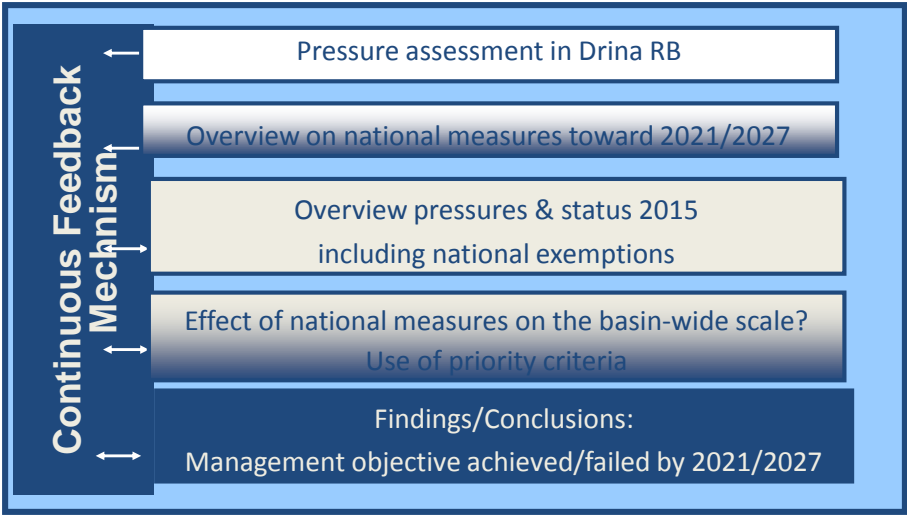 Continuous Feedback
Mechnism
Pressure assessment in Drina RB
Overview on national measures toward 2021/2027
Overview pressures & status 2015
including national exemptions
Effect of national measures on the basin-wide scale?
Use of priority criteria
Findings/Conclusions:
Management objective achieved/failed by 2021/2027